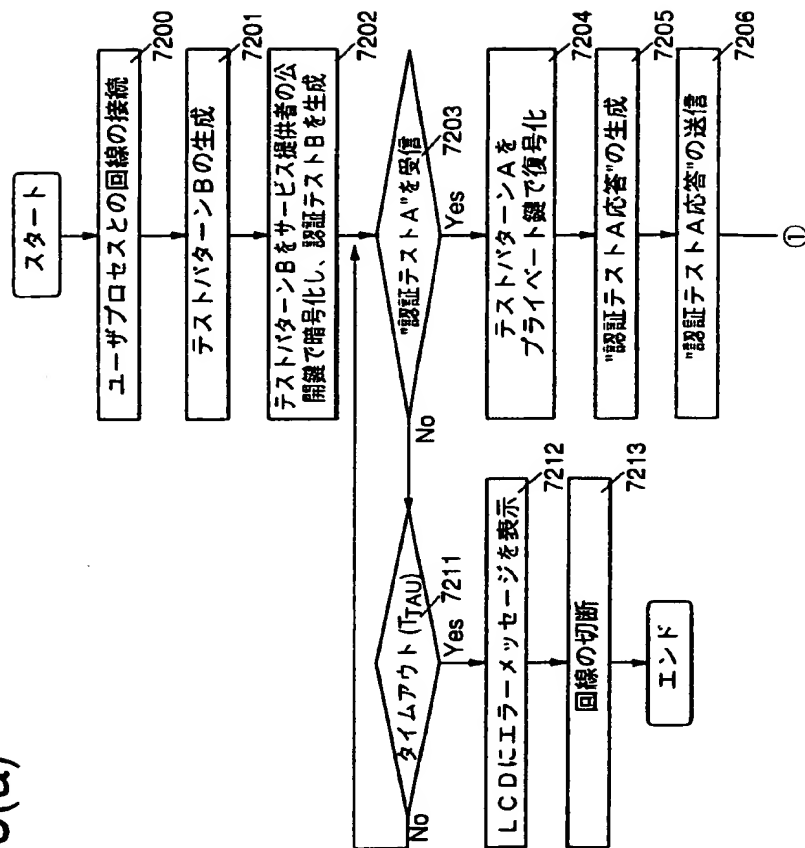 スタート
ユーザプロセスとの回線の接続
7200
テストパターンBの生成
7201
テストパターンBをサービス提供者の公
開鍵で暗号化し、認証テストBを生成
7202
"認証テストA"を受信
7203
Yes
No
テストパターンAを
プライベート鍵で復号化
7204
"認証テストA応答"の生成
7205
"認証テストA応答"の送信
7206
①
タイムアウト(TTAU)
7211
Yes
No
LCDにエラーメッセージを表示
7212
回線の切断
7213
エンド
(a)